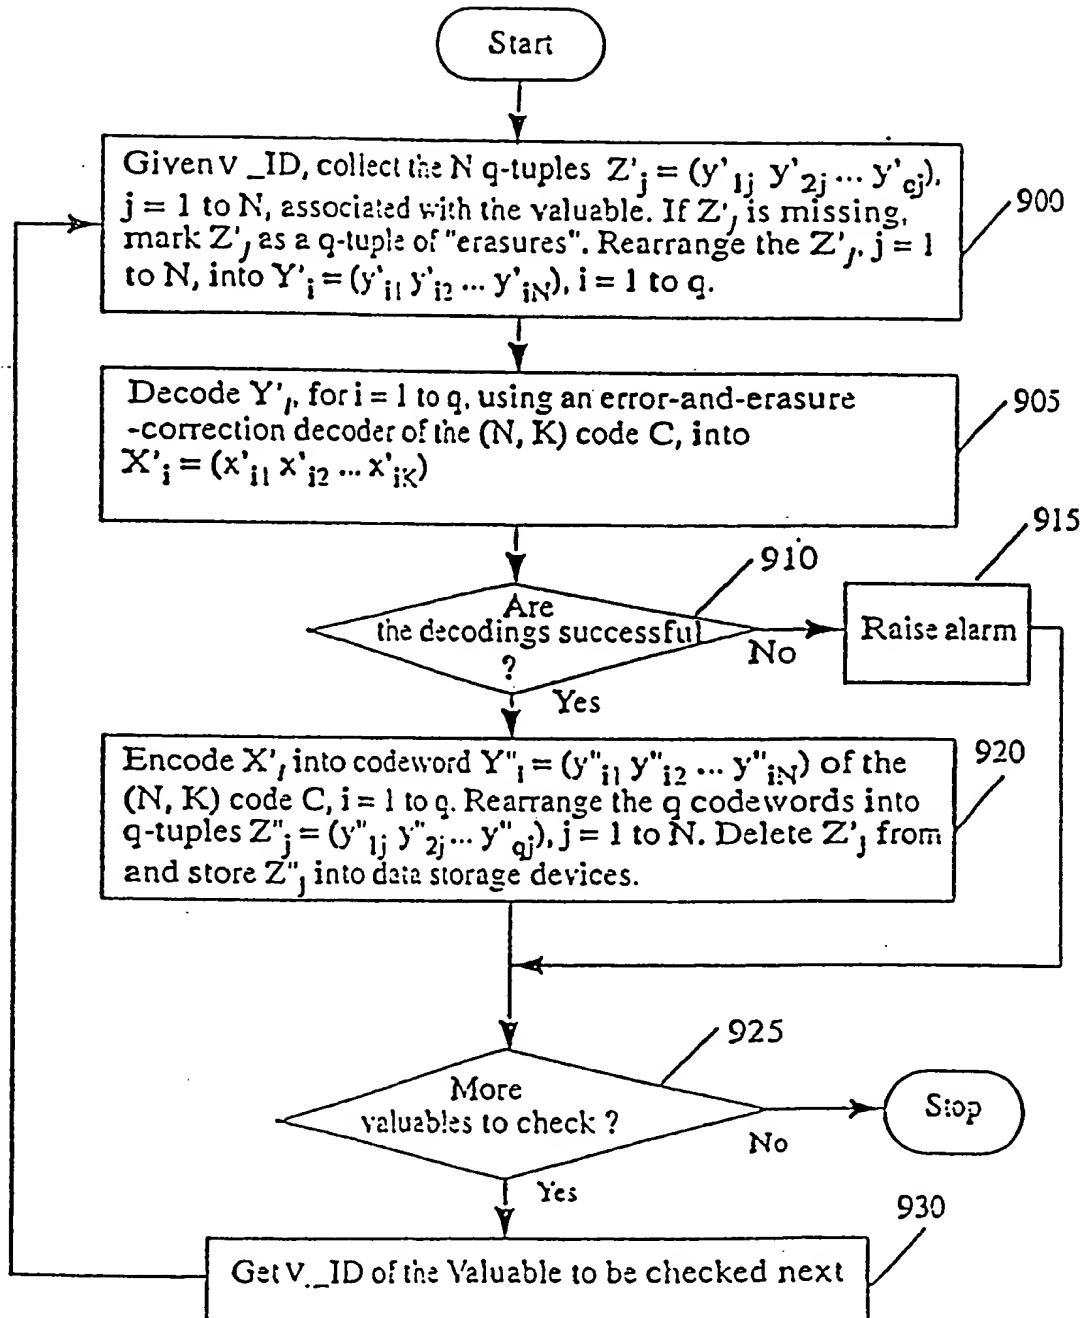 Start
Given V_ID, collect the N q-tuples Z'j = (y'1j y'2j ... y'qj),
j = 1 to N, associated with the valuable. If Z'j is missing,
mark Z'j as a q-tuple of "erasures". Rearrange the Z'j, j = 1
to N, into Y'i = (y'i1 y'i2 ... y'iN), i = 1 to q.
900
Decode Y'i, for i = 1 to q, using an error-and-erasure
-correction decoder of the (N, K) code C, into
X'i = (x'i1 x'i2 ... x'iK)
905
Are
the decodings successful
?
910
No
Raise alarm
915
Yes
Encode X'i into codeword Y"i = (y"i1 y"i2 ... y"iN) of the
(N, K) code C, i = 1 to q. Rearrange the q codewords into
q-tuples Z"j = (y"1j y"2j ... y"qj), j = 1 to N. Delete Z'j from
and store Z"j into data storage devices.
920
More
valuables to check ?
925
No
Stop
Yes
Get V_ID of the Valuable to be checked next
930